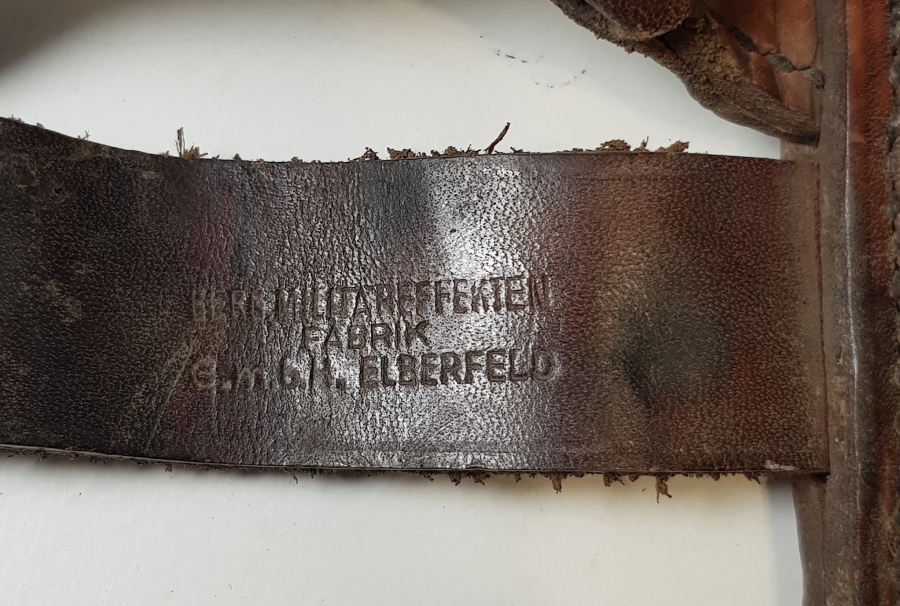 BERG. MILITAREFFEKTEN
FABRIK
G.m.b.H. ELBERFELD